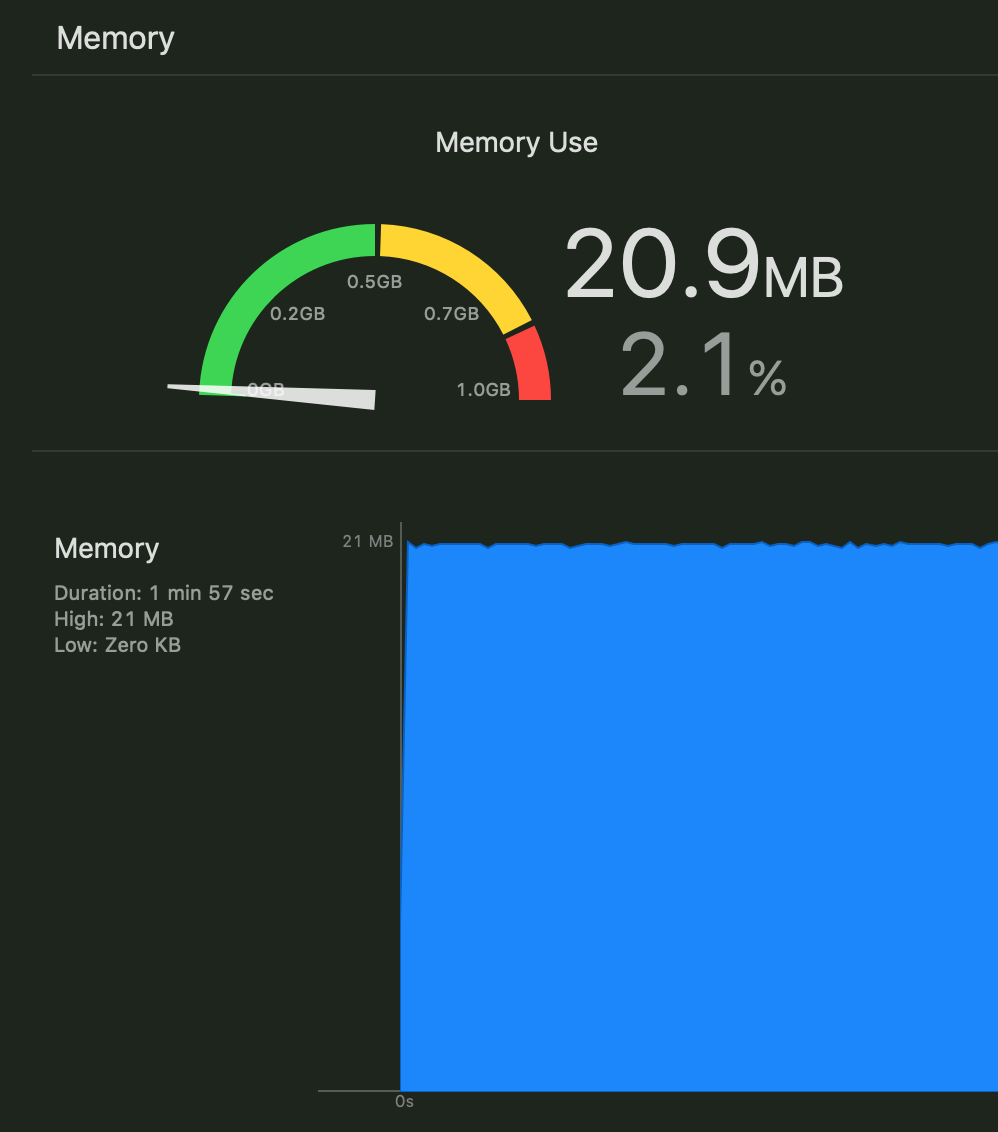 Memory
Memory Use
0GB
0.2GB
0.5GB
0.7GB
1.0GB
20.9MB
2.1%
Memory
Duration: 1 min 57 sec
High: 21 MB
Low: Zero KB
21 MB
0s